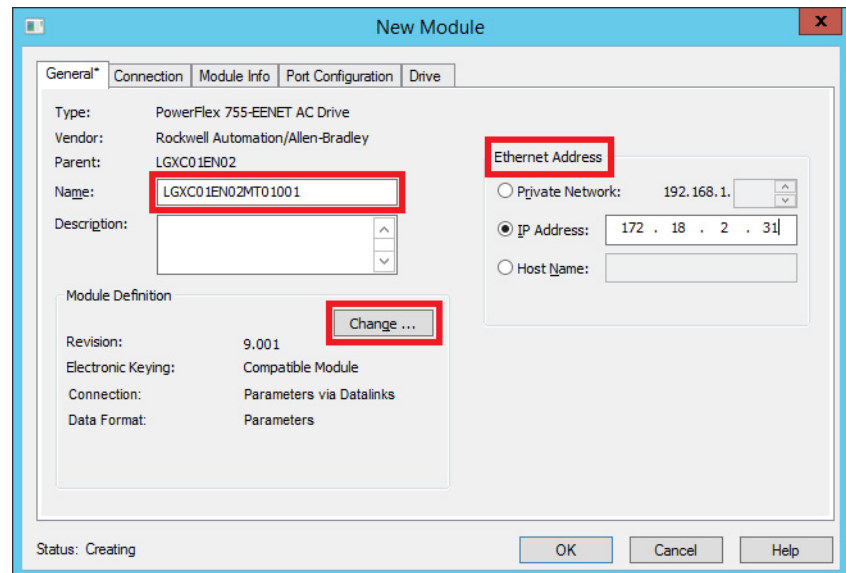 New Module
x
General* Connection Module Info Port Configuration Drive
Type: PowerFlex 755-EENET AC Drive
Vendor: Rockwell Automation/Allen-Bradley
Parent: LGXC01EN02
Name: LGXC01EN02MT01001
Description:
Ethernet Address
Private Network: 192.168.1.
IP Address: 172 . 18 . 2 . 31
Host Name:
Module Definition
Change ...
Revision: 9.001
Electronic Keying: Compatible Module
Connection: Parameters via Datalinks
Data Format: Parameters
Status: Creating
OK Cancel Help